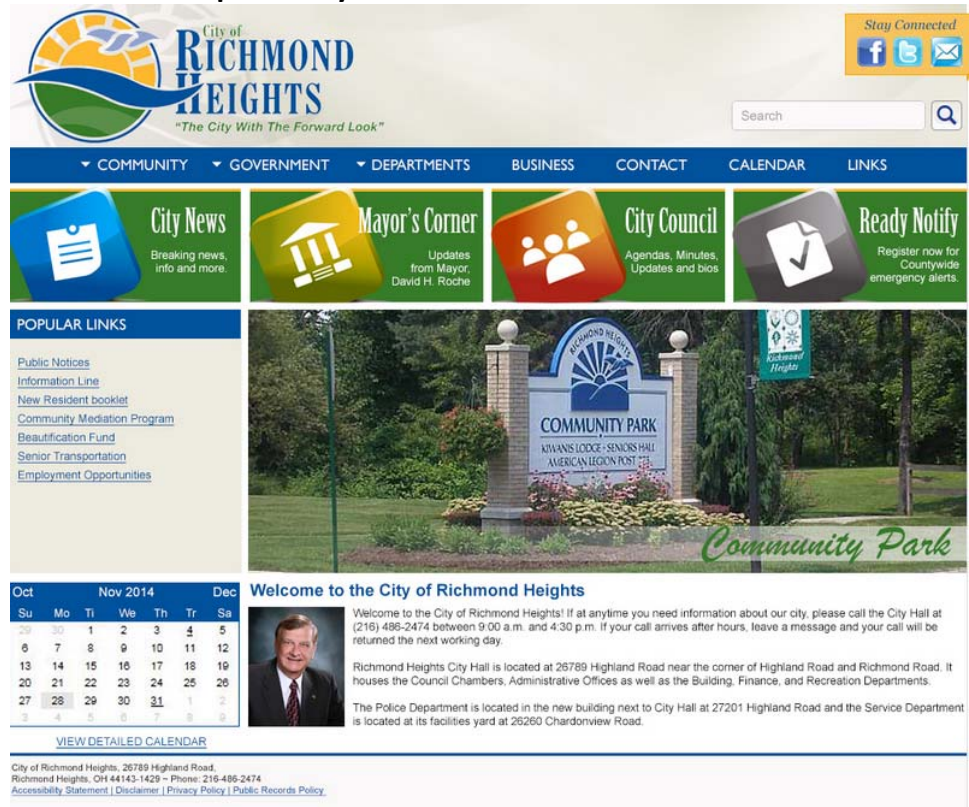 City of
RICHMOND
HEIGHTS
"The City With The Forward Look"
Stay Connected
Search
COMMUNITY GOVERNMENT DEPARTMENTS BUSINESS CONTACT CALENDAR LINKS
City News
Breaking news,
info and more.
Mayor's Corner
Updates
from Mayor,
David H. Roche
City Council
Agendas, Minutes,
Updates and bios
Ready Notify
Register now for
Countywide
emergency alerts.
POPULAR LINKS
Public Notices
Information Line
New Resident booklet
Community Mediation Program
Beautification Fund
Senior Transportation
Employment Opportunities
RICHMOND HEIGHTS
COMMUNITY PARK
KIWANIS LODGE - SENIORS HALL
AMERICAN LEGION POST
Richmond
Heights
Community Park
Oct Nov 2014 Dec
Su Mo Ti We Th Tr Sa
29 30 1 2 3 4 5
6 7 8 9 10 11 12
13 14 15 16 17 18 19
20 21 22 23 24 25 26
27 28 29 30 31 1 2
3 4 5 6 7 8 9
VIEW DETAILED CALENDAR
Welcome to the City of Richmond Heights
Welcome to the City of Richmond Heights! If at anytime you need information about our city, please call the City Hall at
(216) 486-2474 between 9:00 a.m. and 4:30 p.m. If your call arrives after hours, leave a message and your call will be
returned the next working day.
Richmond Heights City Hall is located at 26789 Highland Road near the corner of Highland Road and Richmond Road. It
houses the Council Chambers, Administrative Offices as well as the Building, Finance, and Recreation Departments.
The Police Department is located in the new building next to City Hall at 27201 Highland Road and the Service Department
is located at its facilities yard at 26260 Chardonview Road.
City of Richmond Heights, 26789 Highland Road,
Richmond Heights, OH 44143-1429 ~ Phone: 216-486-2474
Accessibility Statement | Disclaimer | Privacy Policy | Public Records Policy